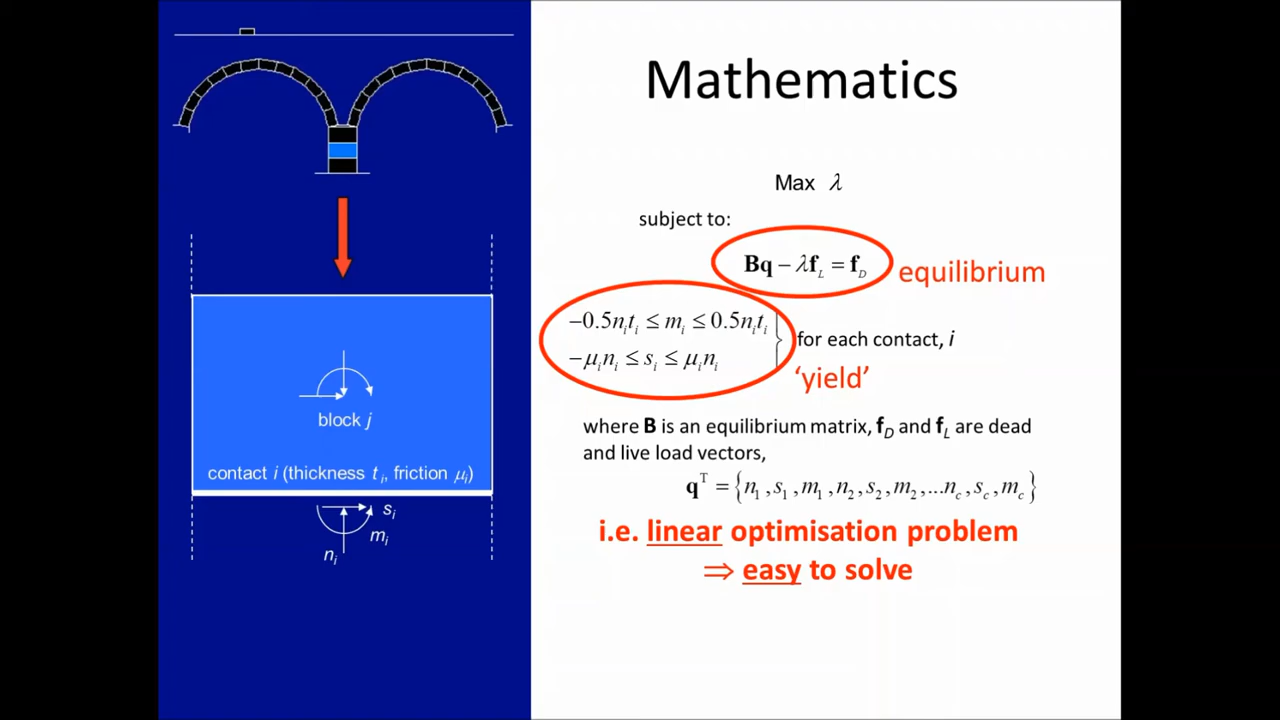 Mathematics
Max λ
subject to:
Bq − λf_L = f_D
equilibrium
−0.5n_i t_i ≤ m_i ≤ 0.5n_i t_i
−μ_i n_i ≤ s_i ≤ μ_i n_i
for each contact, i
'yield'
where B is an equilibrium matrix, f_D and f_L are dead
and live load vectors,
q^T = {n_1, s_1, m_1, n_2, s_2, m_2, ...n_c, s_c, m_c}
i.e. linear optimisation problem
⇒ easy to solve
block j
contact i (thickness t_i, friction μ_i)
s_i
m_i
n_i